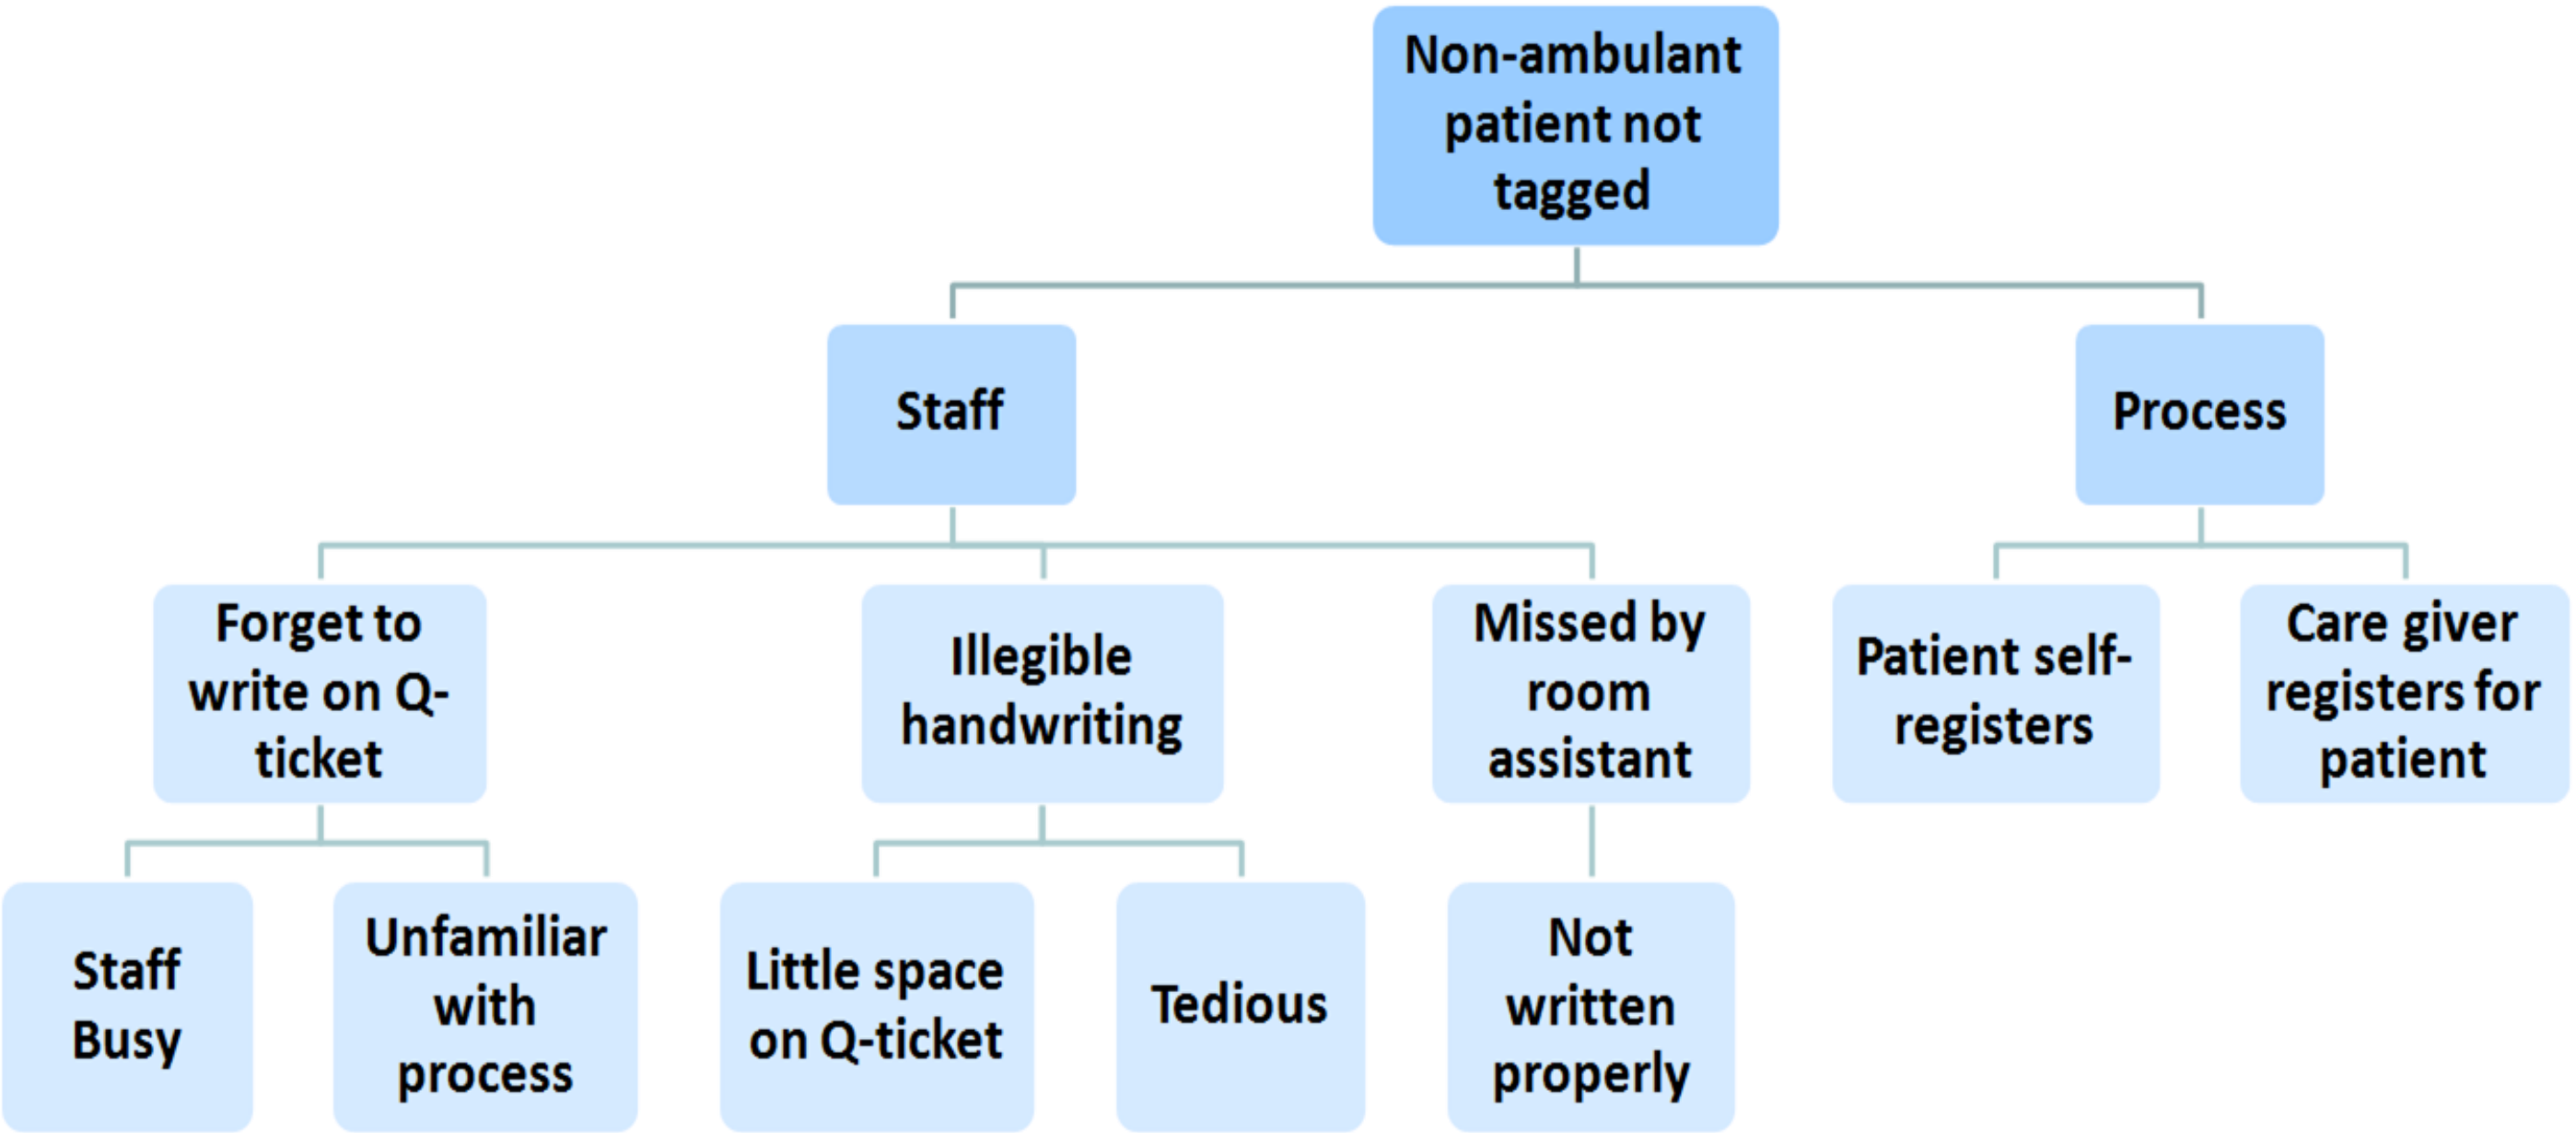 Non-ambulant
patient not
tagged
Staff
Process
Forget to
write on Q-
ticket
Illegible
handwriting
Missed by
room
assistant
Patient self-
registers
Care giver
registers for
patient
Staff
Busy
Unfamiliar
with
process
Little space
on Q-ticket
Tedious
Not
written
properly